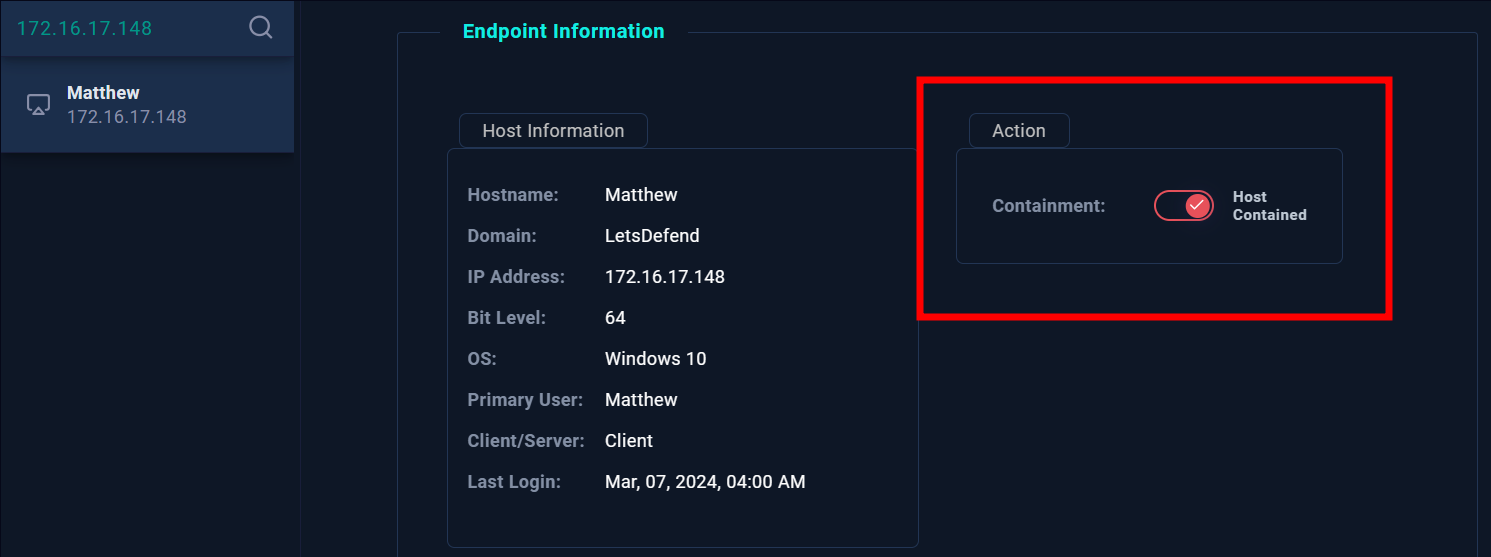 172.16.17.148
Matthew
172.16.17.148
Endpoint Information
Host Information
Hostname: Matthew
Domain: LetsDefend
IP Address: 172.16.17.148
Bit Level: 64
OS: Windows 10
Primary User: Matthew
Client/Server: Client
Last Login: Mar, 07, 2024, 04:00 AM
Action
Containment: Host
Contained